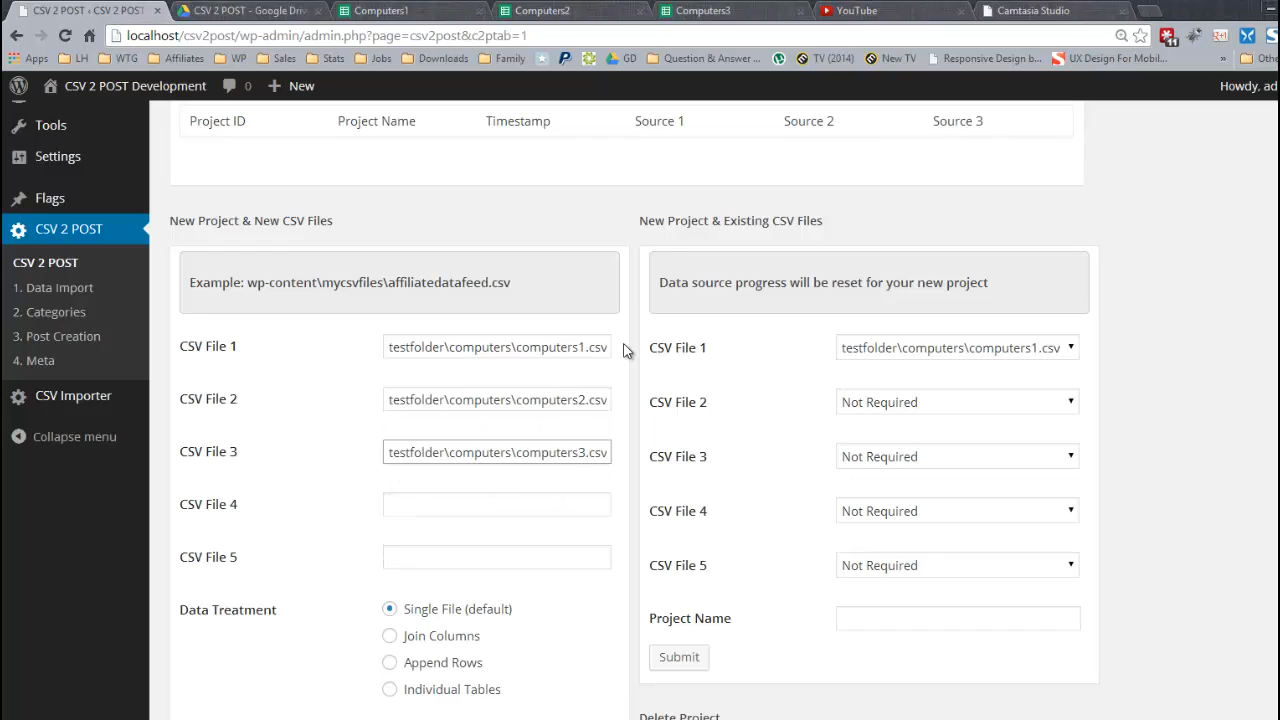 CSV 2 POST ‹ CSV 2 POST
CSV 2 POST - Google Driv
Computers1
Computers2
Computers3
YouTube
Camtasia Studio
localhost/csv2post/wp-admin/admin.php?page=csv2post&c2ptab=1
Apps
LH
WTG
Affiliates
WP
Sales
Stats
Jobs
Downloads
Family
GD
Question & Answer ...
TV (2014)
New TV
Responsive Design b...
UX Design For Mobil...
»
Othe
11
CSV 2 POST Development
0
New
Howdy, ad
Tools
Settings
Flags
CSV 2 POST
CSV 2 POST
1. Data Import
2. Categories
3. Post Creation
4. Meta
CSV Importer
Collapse menu
Project ID
Project Name
Timestamp
Source 1
Source 2
Source 3
New Project & New CSV Files
Example: wp-content\mycsvfiles\affiliatedatafeed.csv
CSV File 1
testfolder\computers\computers1.csv
CSV File 2
testfolder\computers\computers2.csv
CSV File 3
testfolder\computers\computers3.csv
CSV File 4
CSV File 5
Data Treatment
Single File (default)
Join Columns
Append Rows
Individual Tables
New Project & Existing CSV Files
Data source progress will be reset for your new project
CSV File 1
testfolder\computers\computers1.csv
CSV File 2
Not Required
CSV File 3
Not Required
CSV File 4
Not Required
CSV File 5
Not Required
Project Name
Submit
Delete Project